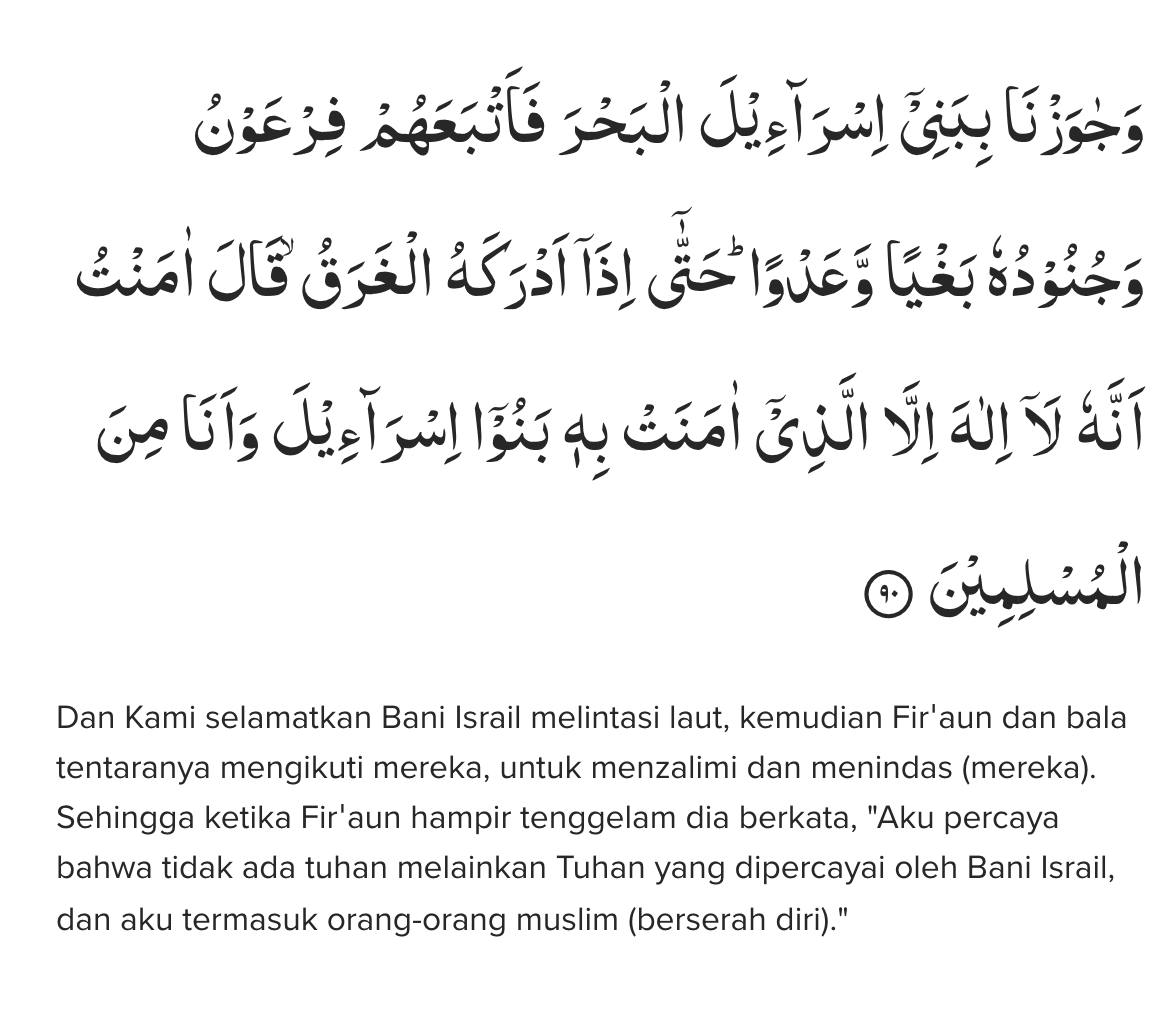 وَجٰوَزْنَا بِبَنِيْٓ اِسْرَاۤءِيْلَ الْبَحْرَ فَاَتْبَعَهُمْ فِرْعَوْنُ
وَجُنُوْدُهٗ بَغْيًا وَّعَدْوًاۗ حَتّٰىٓ اِذَآ اَدْرَكَهُ الْغَرَقُ قَالَ اٰمَنْتُ
اَنَّهٗ لَآ اِلٰهَ اِلَّا الَّذِيْٓ اٰمَنَتْ بِهٖ بَنُوْٓا اِسْرَاۤءِيْلَ وَاَنَا۠ مِنَ
الْمُسْلِمِيْنَ ٩٠
Dan Kami selamatkan Bani Israil melintasi laut, kemudian Fir'aun dan bala
tentaranya mengikuti mereka, untuk menzalimi dan menindas (mereka).
Sehingga ketika Fir'aun hampir tenggelam dia berkata, "Aku percaya
bahwa tidak ada tuhan melainkan Tuhan yang dipercayai oleh Bani Israil,
dan aku termasuk orang-orang muslim (berserah diri)."